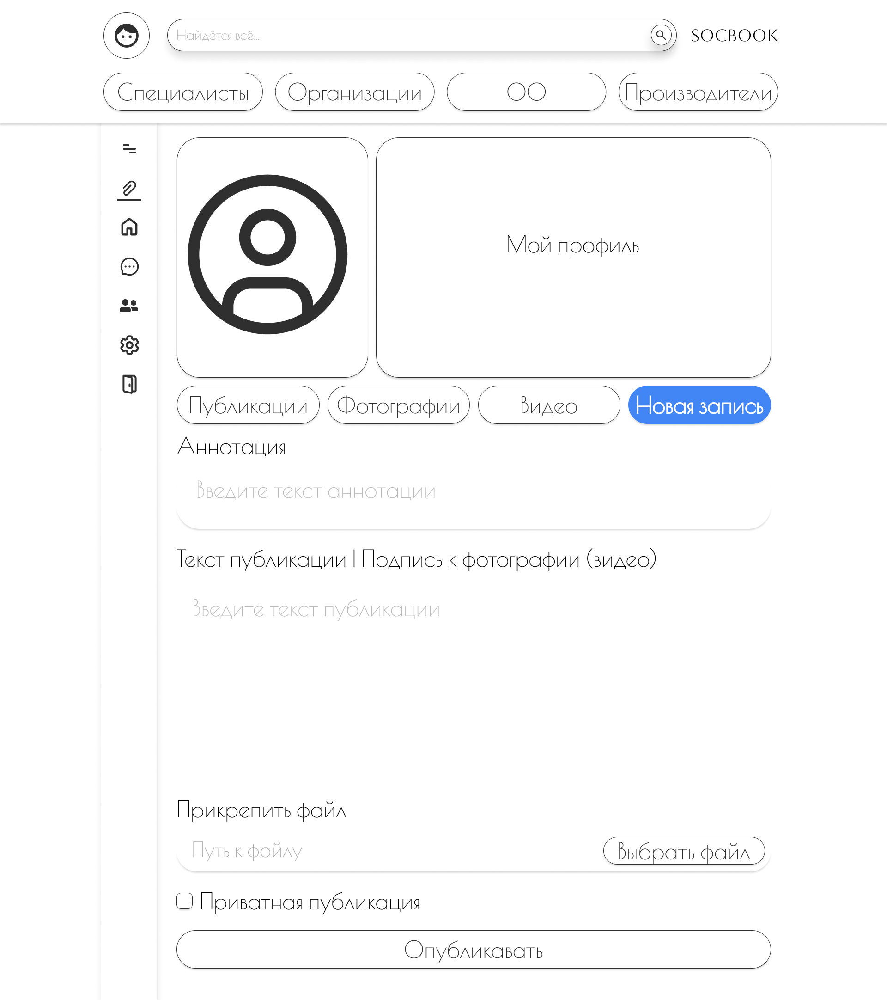 Найдётся всё...
SOCBOOK
Специалисты
Организации
ОО
Производители
Мой профиль
Публикации
Фотографии
Видео
Новая запись
Аннотация
Введите текст аннотации
Текст публикации | Подпись к фотографии (видео)
Введите текст публикации
Прикрепить файл
Путь к файлу
Выбрать файл
Приватная публикация
Опубликавать